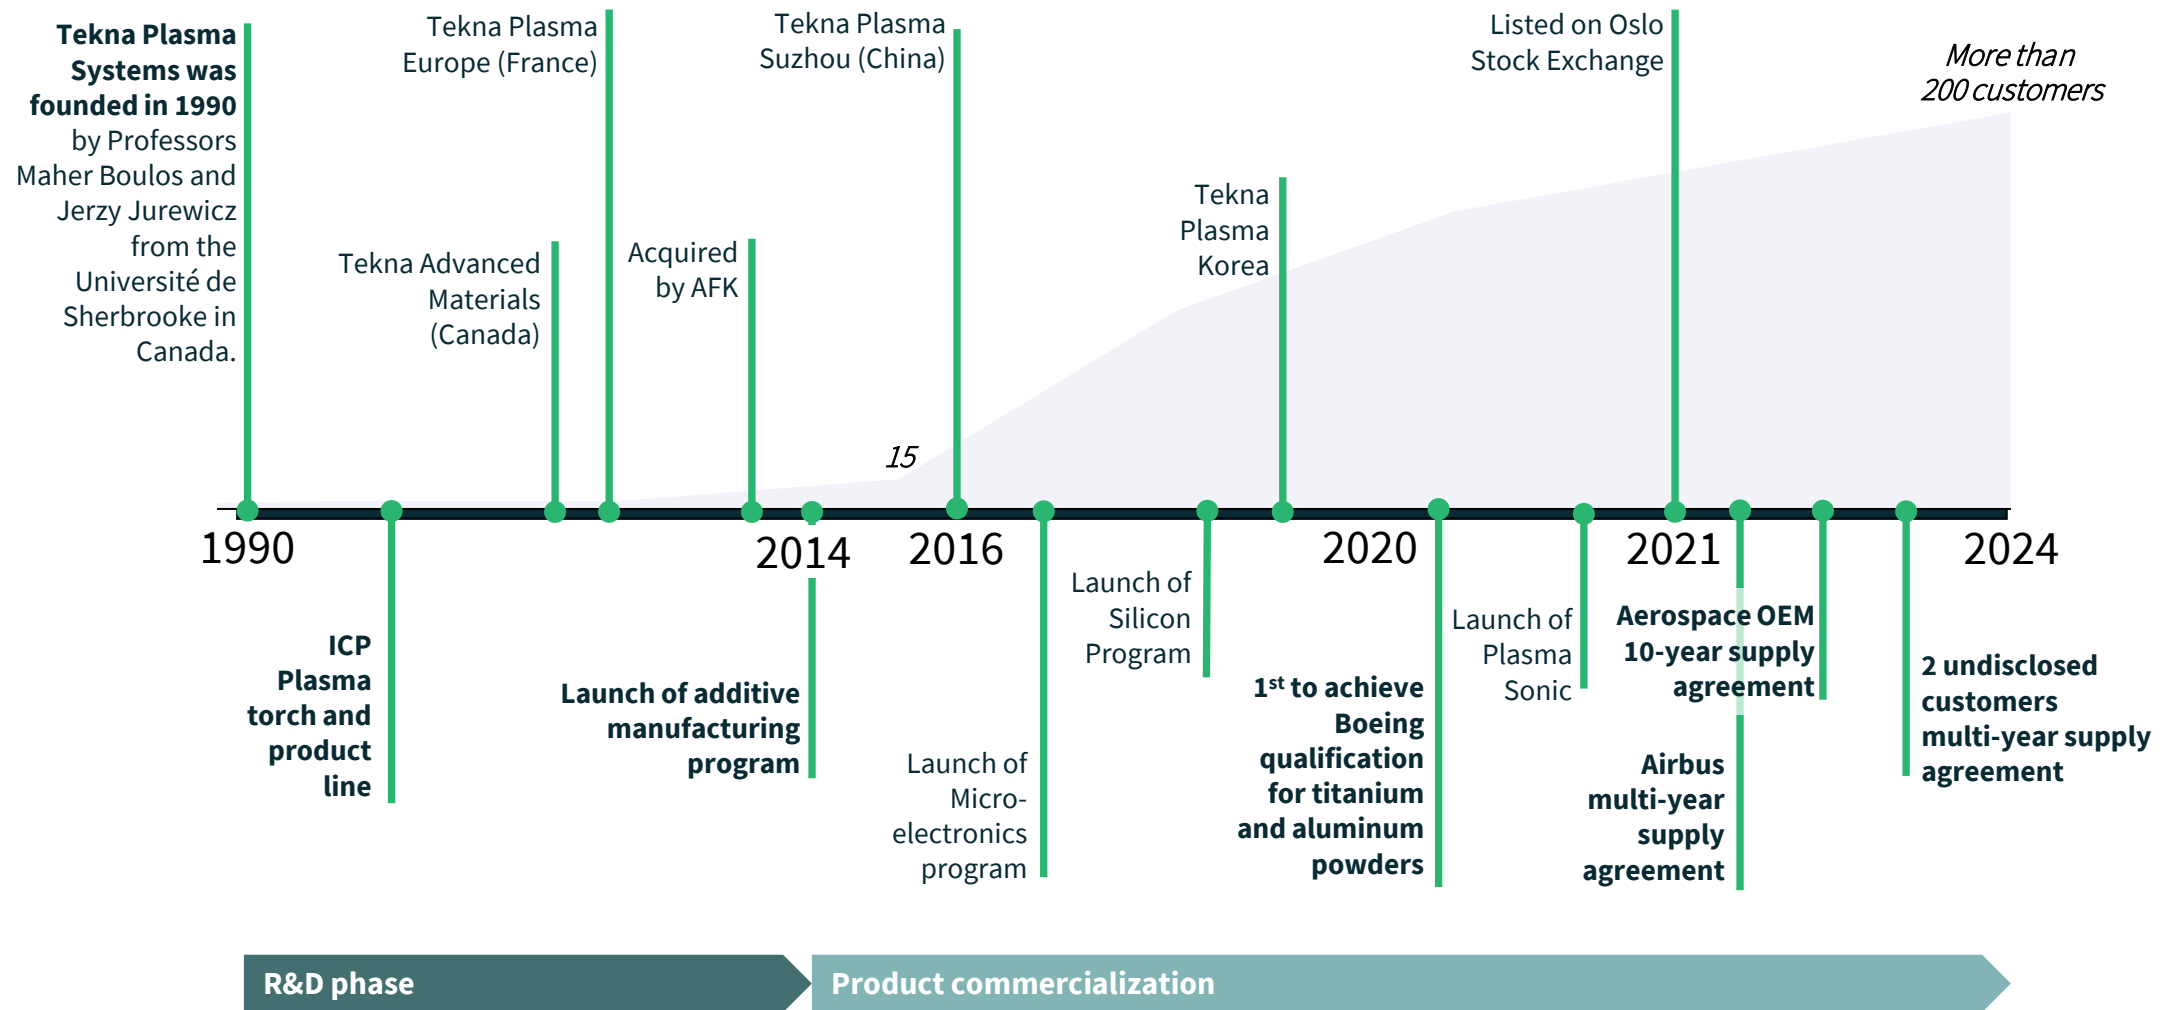 Tekna Plasma
Systems was
founded in 1990
by Professors
Maher Boulos and
Jerzy Jurewicz
from the
Université de
Sherbrooke in
Canada.
Tekna Plasma
Europe (France)
Tekna Plasma
Suzhou (China)
Listed on Oslo
Stock Exchange
More than
200 customers
Tekna Advanced
Materials
(Canada)
Acquired
by AFK
Tekna
Plasma
Korea
15
1990
2014
2016
2020
2021
2024
ICP
Plasma
torch and
product
line
Launch of additive
manufacturing
program
Launch of
Micro-
electronics
program
Launch of
Silicon
Program
1st to achieve
Boeing
qualification
for titanium
and aluminum
powders
Launch of
Plasma
Sonic
Aerospace OEM
10-year supply
agreement
Airbus
multi-year
supply
agreement
2 undisclosed
customers
multi-year supply
agreement
R&D phase
Product commercialization